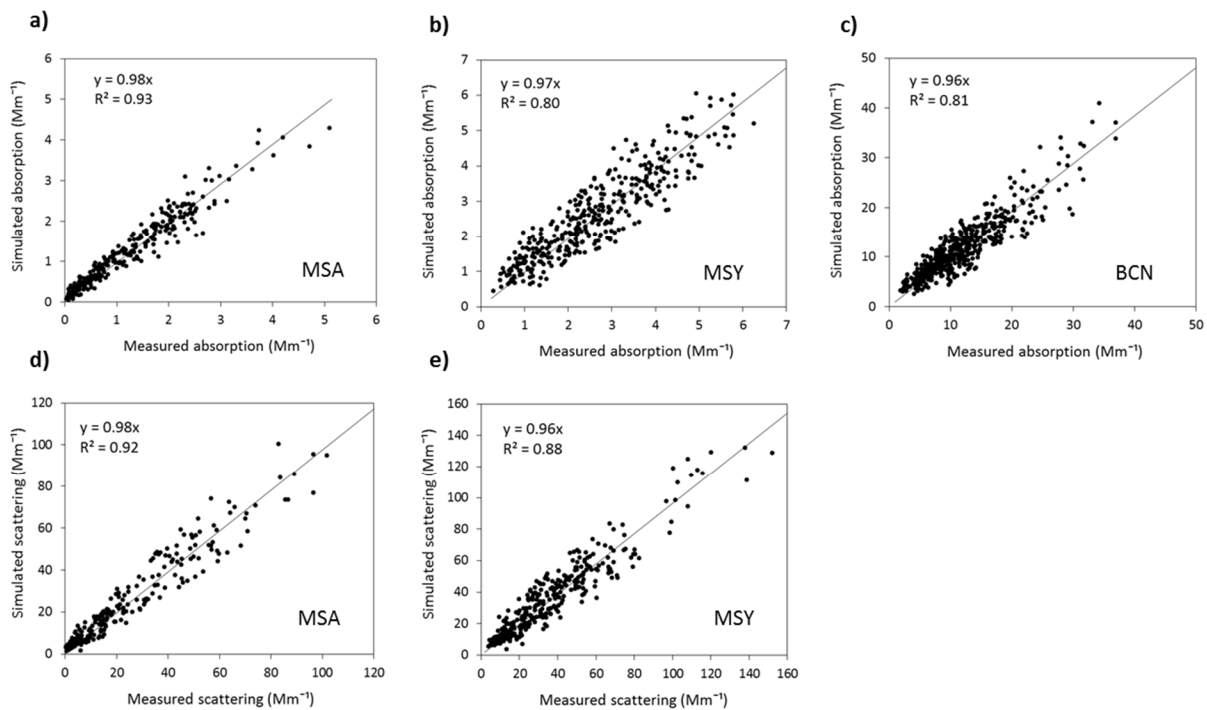 a)
y = 0.98x
R² = 0.93
MSA
Simulated absorption (Mm⁻¹)
6
5
4
3
2
1
0
0 1 2 3 4 5 6
Measured absorption (Mm⁻¹)
b)
y = 0.97x
R² = 0.80
MSY
Simulated absorption (Mm⁻¹)
7
6
5
4
3
2
1
0
0 1 2 3 4 5 6 7
Measured absorption (Mm⁻¹)
c)
y = 0.96x
R² = 0.81
BCN
Simulated absorption (Mm⁻¹)
50
40
30
20
10
0
0 10 20 30 40 50
Measured absorption (Mm⁻¹)
d)
y = 0.98x
R² = 0.92
MSA
Simulated scattering (Mm⁻¹)
120
100
80
60
40
20
0
0 20 40 60 80 100 120
Measured scattering (Mm⁻¹)
e)
y = 0.96x
R² = 0.88
MSY
Simulated scattering (Mm⁻¹)
160
140
120
100
80
60
40
20
0
0 20 40 60 80 100 120 140 160
Measured scattering (Mm⁻¹)